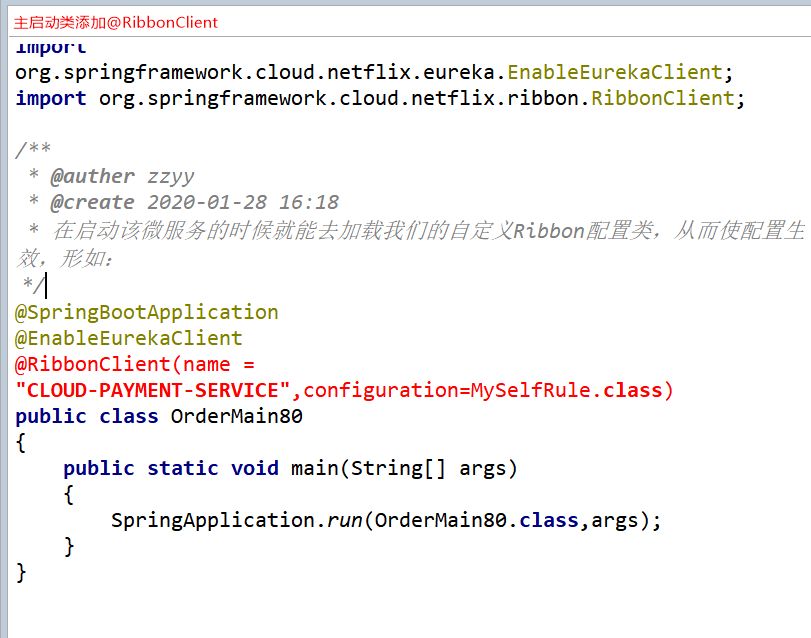 主启动类添加@RibbonClient
import
org.springframework.cloud.netflix.eureka.EnableEurekaClient;
import org.springframework.cloud.netflix.ribbon.RibbonClient;
/**
 * @auther zzyy
 * @create 2020-01-28 16:18
 * 在启动该微服务的时候就能去加载我们的自定义Ribbon配置类，从而使配置生
效，形如：
 */
@SpringBootApplication
@EnableEurekaClient
@RibbonClient(name =
"CLOUD-PAYMENT-SERVICE",configuration=MySelfRule.class)
public class OrderMain80
{
    public static void main(String[] args)
    {
        SpringApplication.run(OrderMain80.class,args);
    }
}